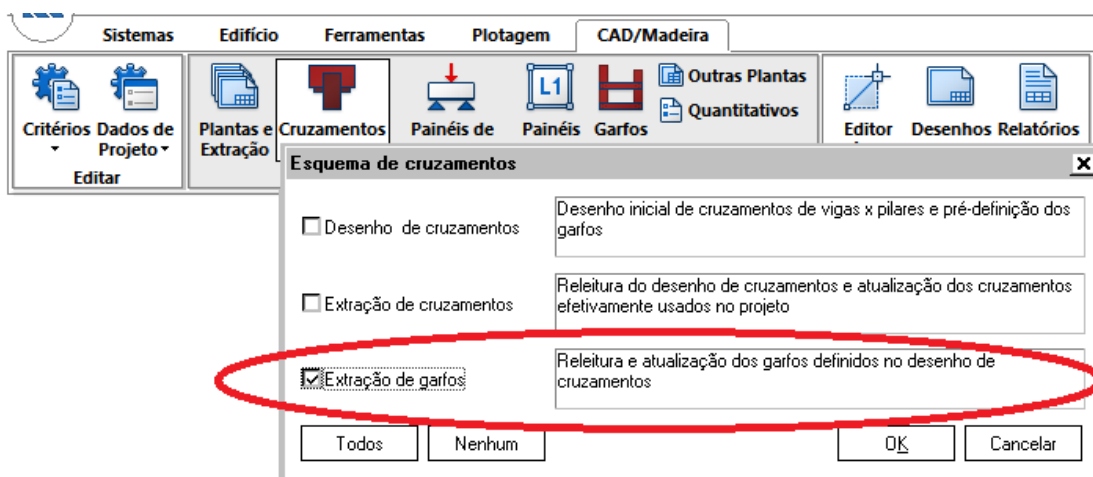 Sistemas Edifício Ferramentas Plotagem CAD/Madeira
Critérios Dados de Projeto
Editar
Plantas e Extração
Cruzamentos
Painéis de
Painéis
L1
Garfos
Outras Plantas
Quantitativos
Editor
Desenhos
Relatórios
Esquema de cruzamentos
Desenho de cruzamentos
Desenho inicial de cruzamentos de vigas x pilares e pré-definição dos
garfos
Extração de cruzamentos
Releitura do desenho de cruzamentos e atualização dos cruzamentos
efetivamente usados no projeto
Extração de garfos
Releitura e atualização dos garfos definidos no desenho de
cruzamentos
Todos Nenhum OK Cancelar